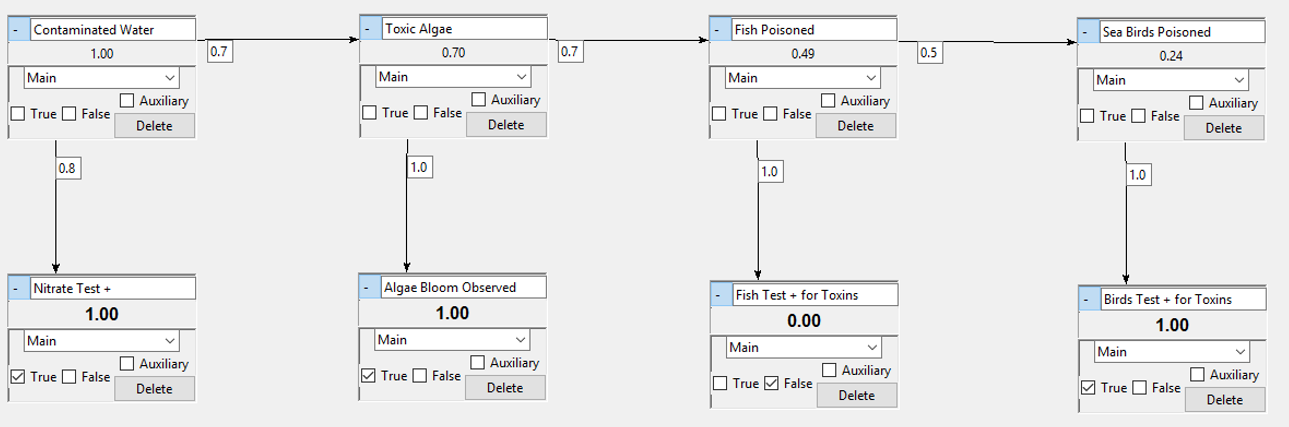 - Contaminated Water
1.00
Main
Auxiliary
True False
Delete
0.7
- Toxic Algae
0.70
Main
Auxiliary
True False
Delete
0.7
- Fish Poisoned
0.49
Main
Auxiliary
True False
Delete
0.5
- Sea Birds Poisoned
0.24
Main
Auxiliary
True False
Delete
0.8
1.0
1.0
1.0
- Nitrate Test +
1.00
Main
Auxiliary
True False
Delete
- Algae Bloom Observed
1.00
Main
Auxiliary
True False
Delete
- Fish Test + for Toxins
0.00
Main
Auxiliary
True False
Delete
- Birds Test + for Toxins
1.00
Main
Auxiliary
True False
Delete